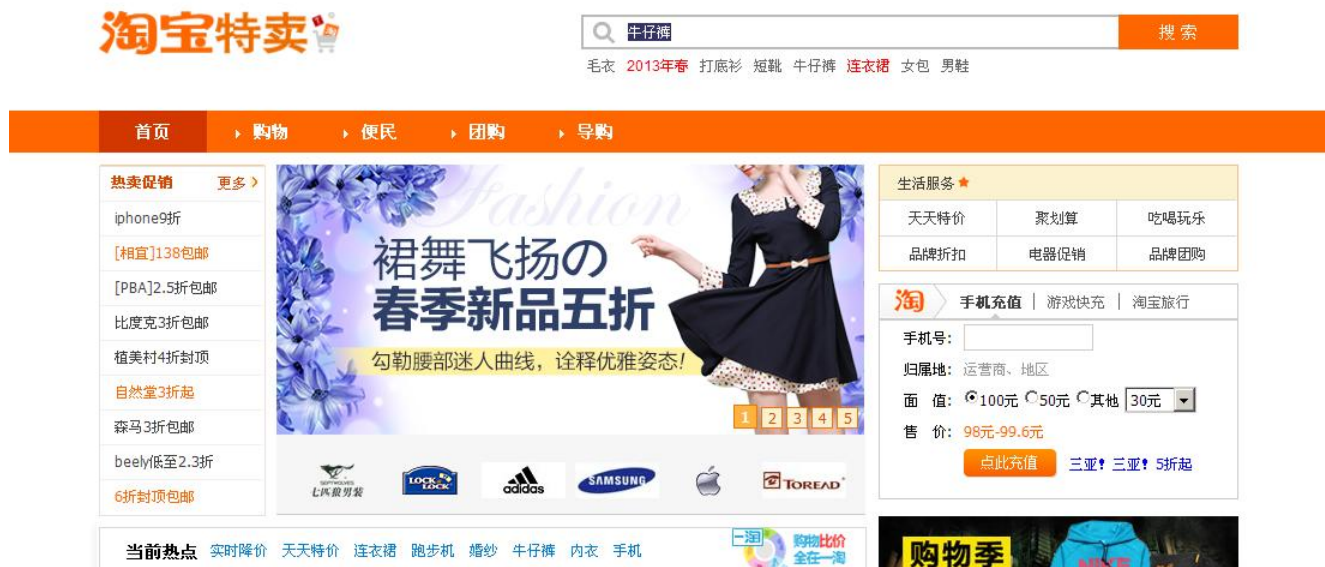 淘宝特卖
牛仔裤
搜 索
毛衣 2013年春 打底衫 短靴 牛仔裤 连衣裙 女包 男鞋
首页 购物 便民 团购 导购
热卖促销 更多
iphone9折
[相宜]138包邮
[PBA]2.5折包邮
比度克3折包邮
植美村4折封顶
自然堂3折起
森马3折包邮
beely低至2.3折
6折封顶包邮
Fashion
裙舞飞扬の
春季新品五折
勾勒腰部迷人曲线，诠释优雅姿态!
1 2 3 4 5
SEPTWOLVES
七匹狼男装
LOCK LOCK
adidas
SAMSUNG
TOREAD
生活服务
天天特价 聚划算 吃喝玩乐
品牌折扣 电器促销 品牌团购
淘 手机充值 | 游戏快充 | 淘宝旅行
手机号:
归属地: 运营商、地区
面 值: 100元 50元 其他 30元
售 价: 98元-99.6元
点此充值 三亚! 三亚! 5折起
当前热点 实时降价 天天特价 连衣裙 跑步机 婚纱 牛仔裤 内衣 手机
一淘
购物比价
全在一淘
购物季
NIKE